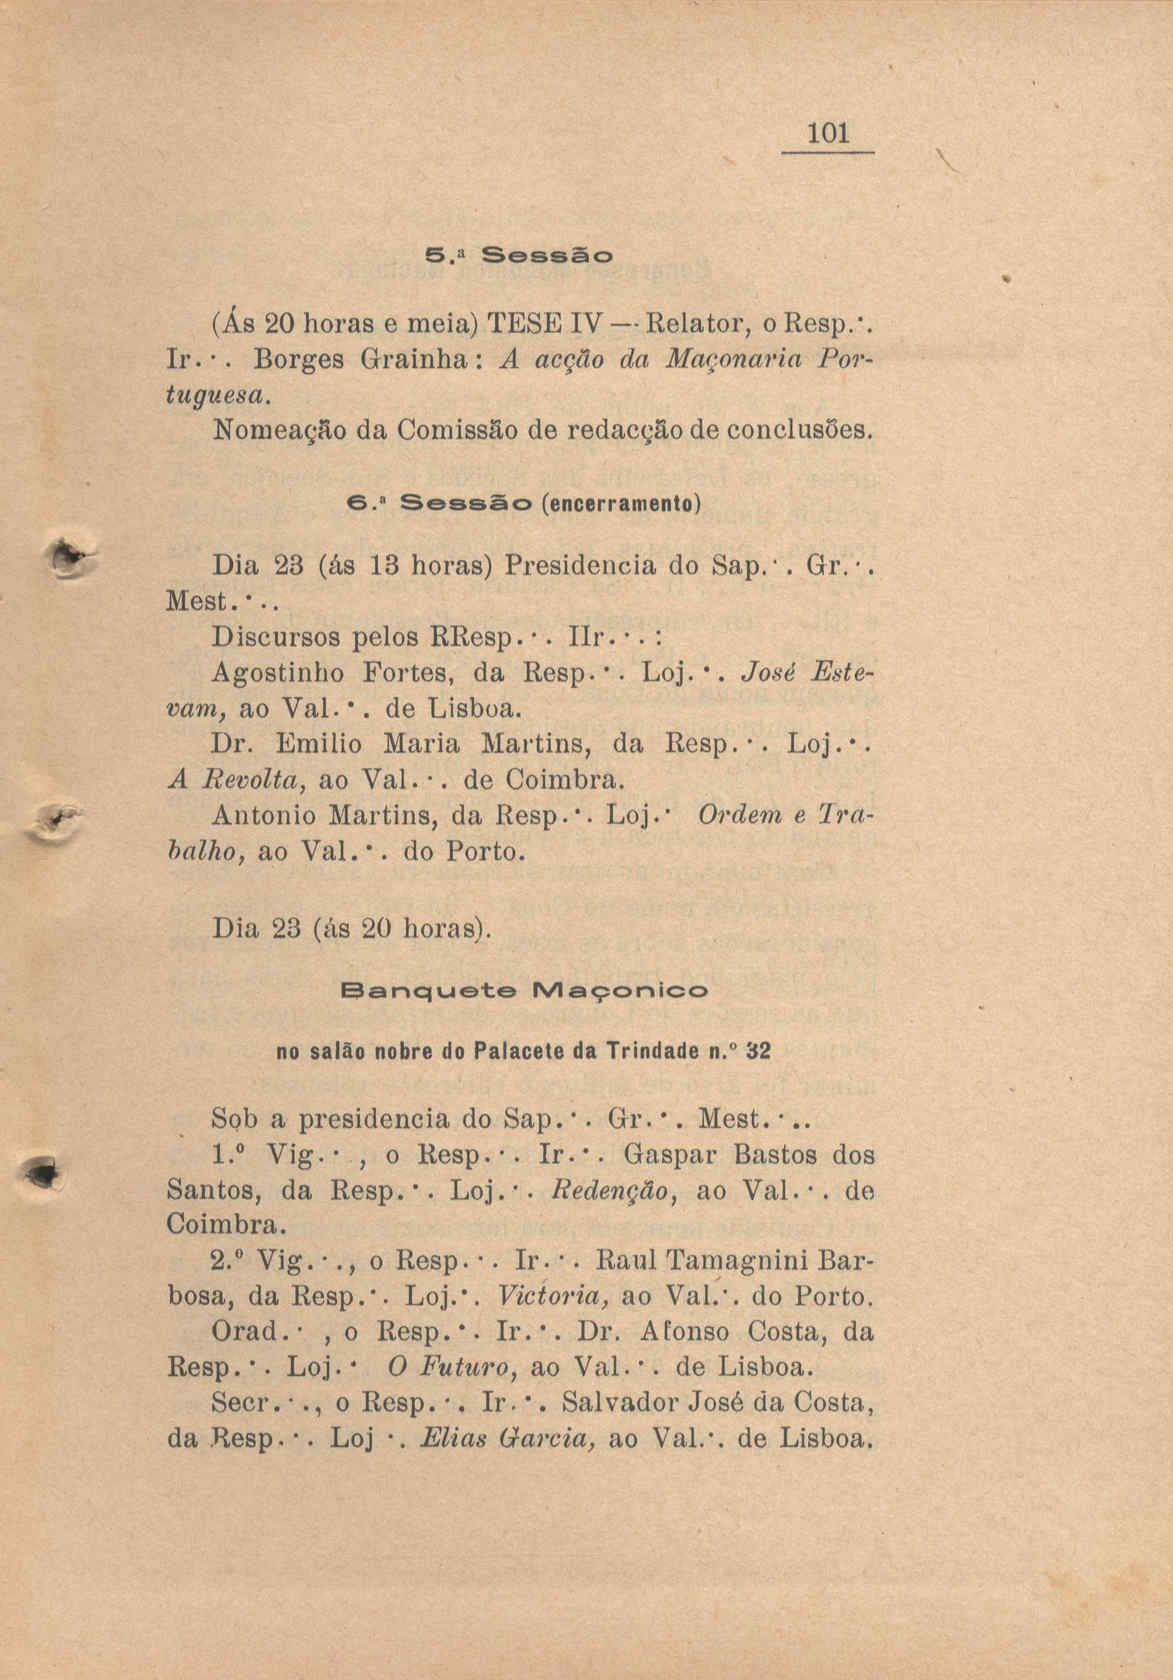 101
5.ª Sessão
(Ás 20 horas e meia) TESE IV — Relator, o Resp.·.
Ir.·. Borges Grainha: A acção da Maçonaria Por-
tuguesa.
Nomeação da Comissão de redacção de conclusões.
6.ª Sessão (encerramento)
Dia 23 (ás 13 horas) Presidencia do Sap.·. Gr.·.
Mest.·..
Discursos pelos RResp.·. IIr.·.:
Agostinho Fortes, da Resp.·. Loj.·. José Este-
vam, ao Val.·. de Lisboa.
Dr. Emilio Maria Martins, da Resp.·. Loj.·.
A Revolta, ao Val.·. de Coimbra.
Antonio Martins, da Resp.·. Loj.· Ordem e Tra-
balho, ao Val.·. do Porto.
Dia 23 (ás 20 horas).
Banquete Maçonico
no salão nobre do Palacete da Trindade n.º 32
Sob a presidencia do Sap.·. Gr.·. Mest.·..
1.º Vig.· , o Resp.·. Ir.·. Gaspar Bastos dos
Santos, da Resp.·. Loj.·. Redenção, ao Val.·. de
Coimbra.
2.º Vig.·., o Resp.·. Ir.·. Raul Tamagnini Bar-
bosa, da Resp.·. Loj.·. Victoria, ao Val.·. do Porto.
Orad.· , o Resp.·. Ir.·. Dr. Afonso Costa, da
Resp.·. Loj.· O Futuro, ao Val.·. de Lisboa.
Secr.·., o Resp.·. Ir.·. Salvador José da Costa,
da Resp.·. Loj ·. Elias Garcia, ao Val.·. de Lisboa.